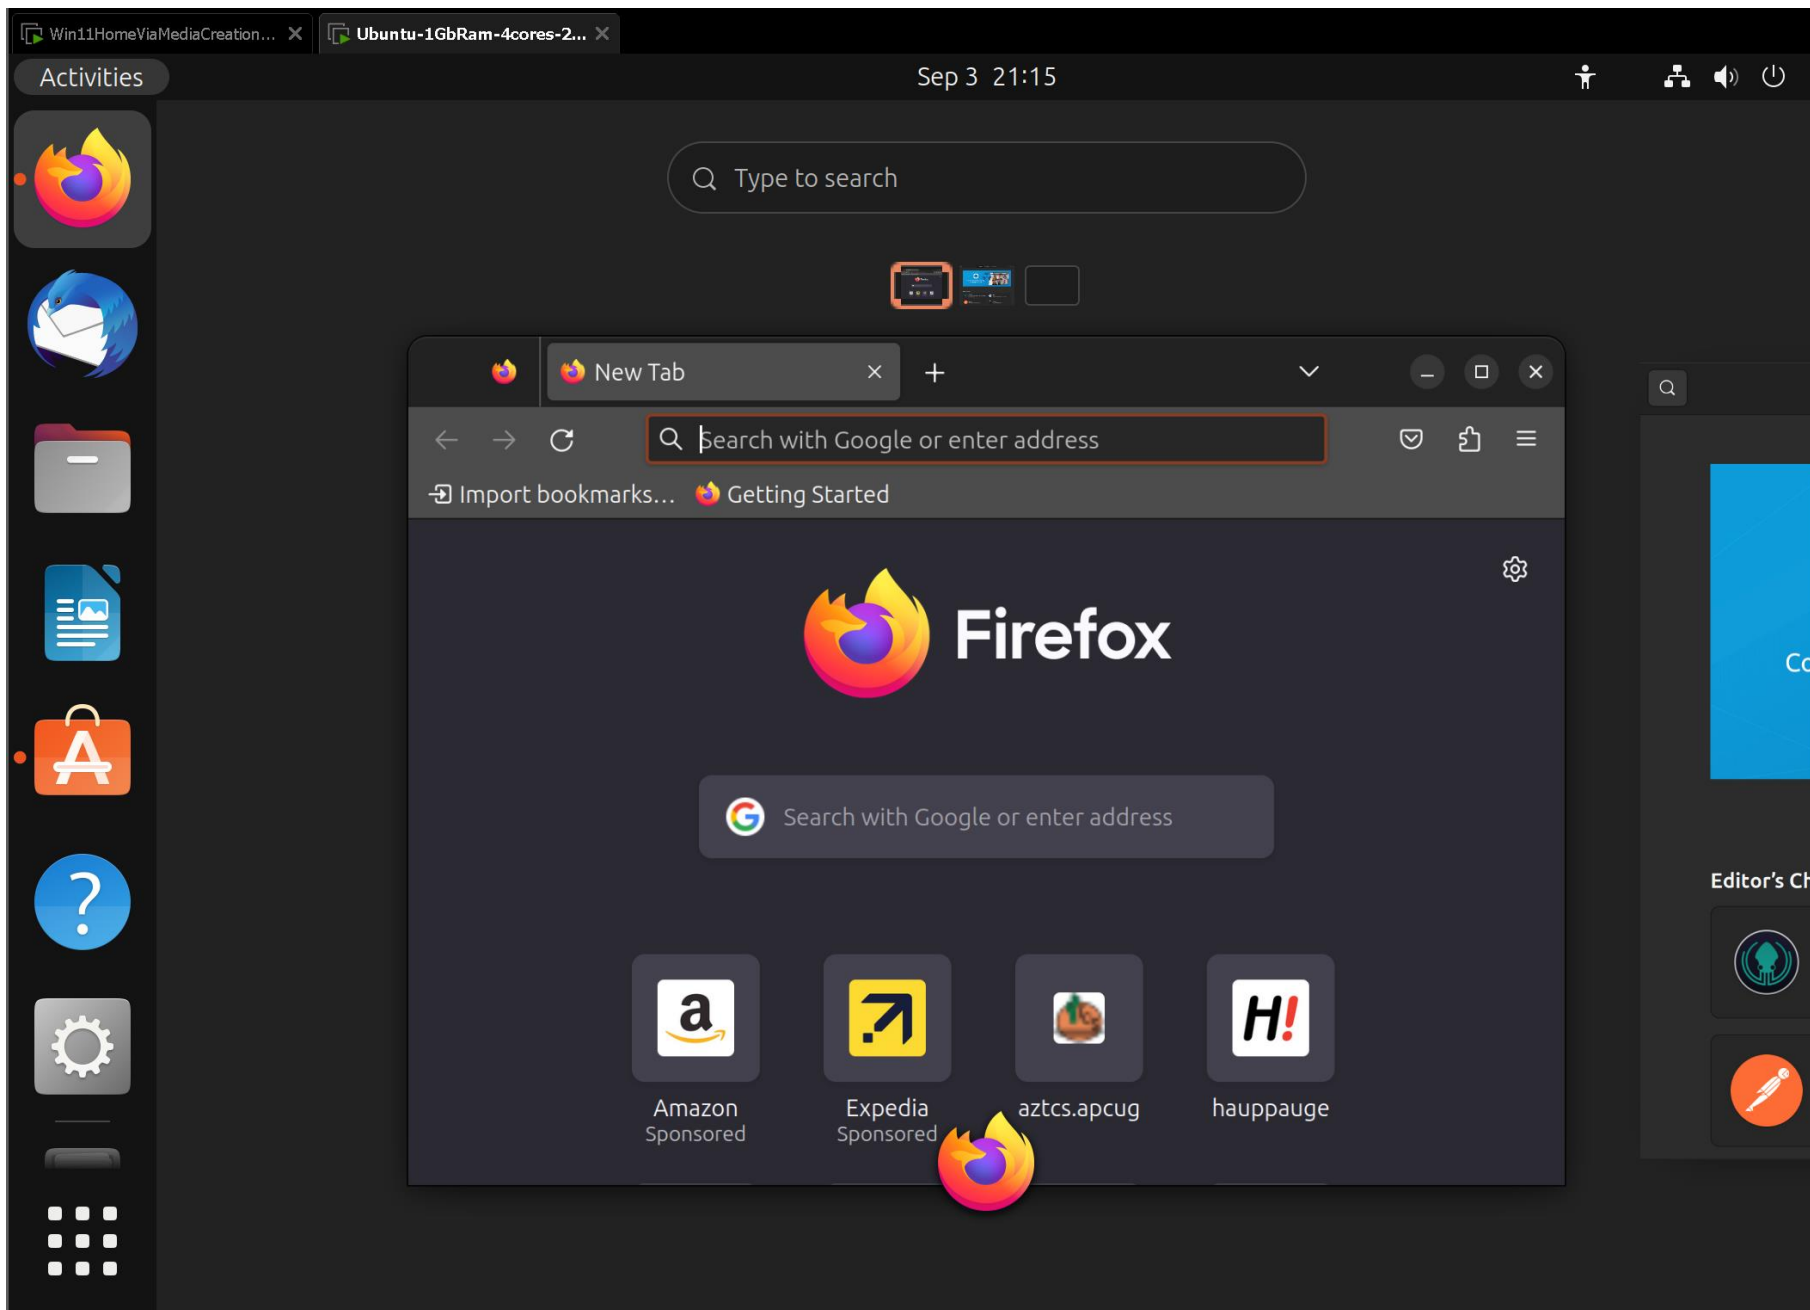 Win11HomeViaMediaCreation...
Ubuntu-1GbRam-4cores-2...
Activities
Sep 3 21:15
Type to search
New Tab
Search with Google or enter address
Import bookmarks...
Getting Started
Firefox
Search with Google or enter address
Co
Editor's Ch
Amazon
Sponsored
Expedia
Sponsored
aztcs.apcug
hauppauge